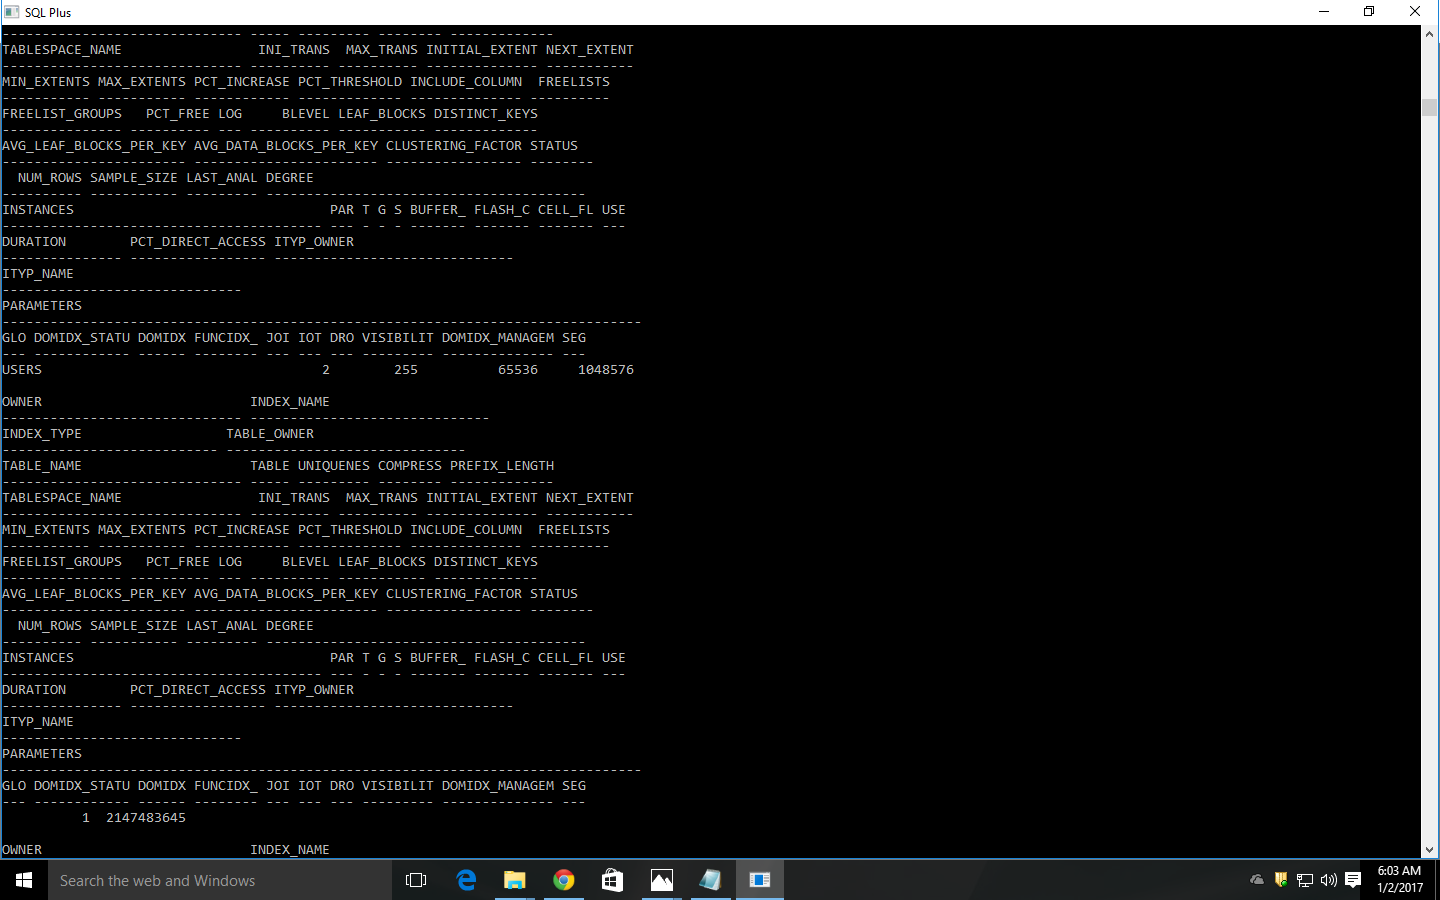 SQL Plus
----------------------------- ----- --------- -------- -------------
TABLESPACE_NAME                 INI_TRANS  MAX_TRANS INITIAL_EXTENT NEXT_EXTENT
------------------------------ ---------- ---------- -------------- -----------
MIN_EXTENTS MAX_EXTENTS PCT_INCREASE PCT_THRESHOLD INCLUDE_COLUMN  FREELISTS
----------- ----------- ------------ ------------- -------------- ----------
FREELIST_GROUPS   PCT_FREE LOG     BLEVEL LEAF_BLOCKS DISTINCT_KEYS
--------------- ---------- --- ---------- ----------- -------------
AVG_LEAF_BLOCKS_PER_KEY AVG_DATA_BLOCKS_PER_KEY CLUSTERING_FACTOR STATUS
----------------------- ----------------------- ----------------- --------
  NUM_ROWS SAMPLE_SIZE LAST_ANAL DEGREE
---------- ----------- --------- ----------------------------------------
INSTANCES                                PAR T G S BUFFER_ FLASH_C CELL_FL USE
---------------------------------------- --- - - - ------- ------- ------- ---
DURATION        PCT_DIRECT_ACCESS ITYP_OWNER
--------------- ----------------- ------------------------------
ITYP_NAME
------------------------------
PARAMETERS
--------------------------------------------------------------------------------
GLO DOMIDX_STATU DOMIDX FUNCIDX_ JOI IOT DRO VISIBILIT DOMIDX_MANAGEM SEG
--- ------------ ------ -------- --- --- --- --------- -------------- ---
USERS                                   2        255          65536     1048576
OWNER                          INDEX_NAME
------------------------------ ------------------------------
INDEX_TYPE                  TABLE_OWNER
--------------------------- ------------------------------
TABLE_NAME                     TABLE UNIQUENES COMPRESS PREFIX_LENGTH
------------------------------ ----- --------- -------- -------------
TABLESPACE_NAME                 INI_TRANS  MAX_TRANS INITIAL_EXTENT NEXT_EXTENT
------------------------------ ---------- ---------- -------------- -----------
MIN_EXTENTS MAX_EXTENTS PCT_INCREASE PCT_THRESHOLD INCLUDE_COLUMN  FREELISTS
----------- ----------- ------------ ------------- -------------- ----------
FREELIST_GROUPS   PCT_FREE LOG     BLEVEL LEAF_BLOCKS DISTINCT_KEYS
--------------- ---------- --- ---------- ----------- -------------
AVG_LEAF_BLOCKS_PER_KEY AVG_DATA_BLOCKS_PER_KEY CLUSTERING_FACTOR STATUS
----------------------- ----------------------- ----------------- --------
  NUM_ROWS SAMPLE_SIZE LAST_ANAL DEGREE
---------- ----------- --------- ----------------------------------------
INSTANCES                                PAR T G S BUFFER_ FLASH_C CELL_FL USE
---------------------------------------- --- - - - ------- ------- ------- ---
DURATION        PCT_DIRECT_ACCESS ITYP_OWNER
--------------- ----------------- ------------------------------
ITYP_NAME
------------------------------
PARAMETERS
--------------------------------------------------------------------------------
GLO DOMIDX_STATU DOMIDX FUNCIDX_ JOI IOT DRO VISIBILIT DOMIDX_MANAGEM SEG
--- ------------ ------ -------- --- --- --- --------- -------------- ---
          1  2147483645
OWNER                          INDEX_NAME
Search the web and Windows
6:03 AM
1/2/2017